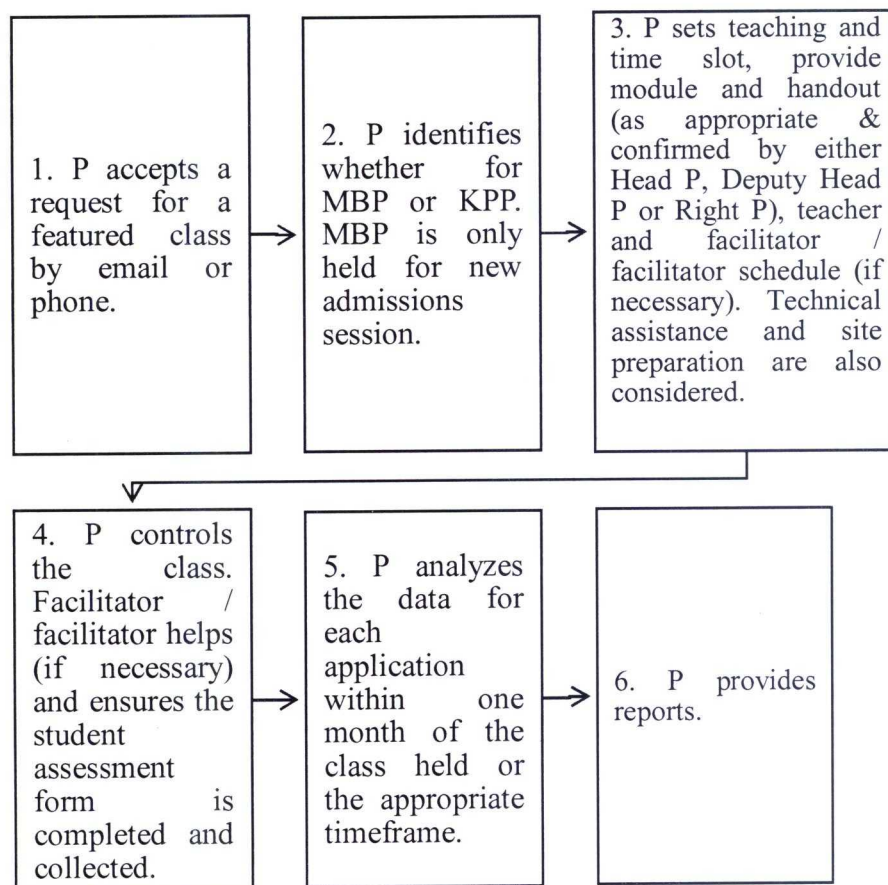 1. P accepts a
request for a
featured class
by email or
phone.
2. P identifies
whether for
MBP or KPP.
MBP is only
held for new
admissions
session.
3. P sets teaching and
time slot, provide
module and handout
(as appropriate &
confirmed by either
Head P, Deputy Head
P or Right P), teacher
and facilitator /
facilitator schedule (if
necessary). Technical
assistance and site
preparation are also
considered.
4. P controls
the class.
Facilitator /
facilitator helps
(if necessary)
and ensures the
student
assessment
form is
completed and
collected.
5. P analyzes
the data for
each
application
within one
month of the
class held or
the appropriate
timeframe.
6. P provides
reports.